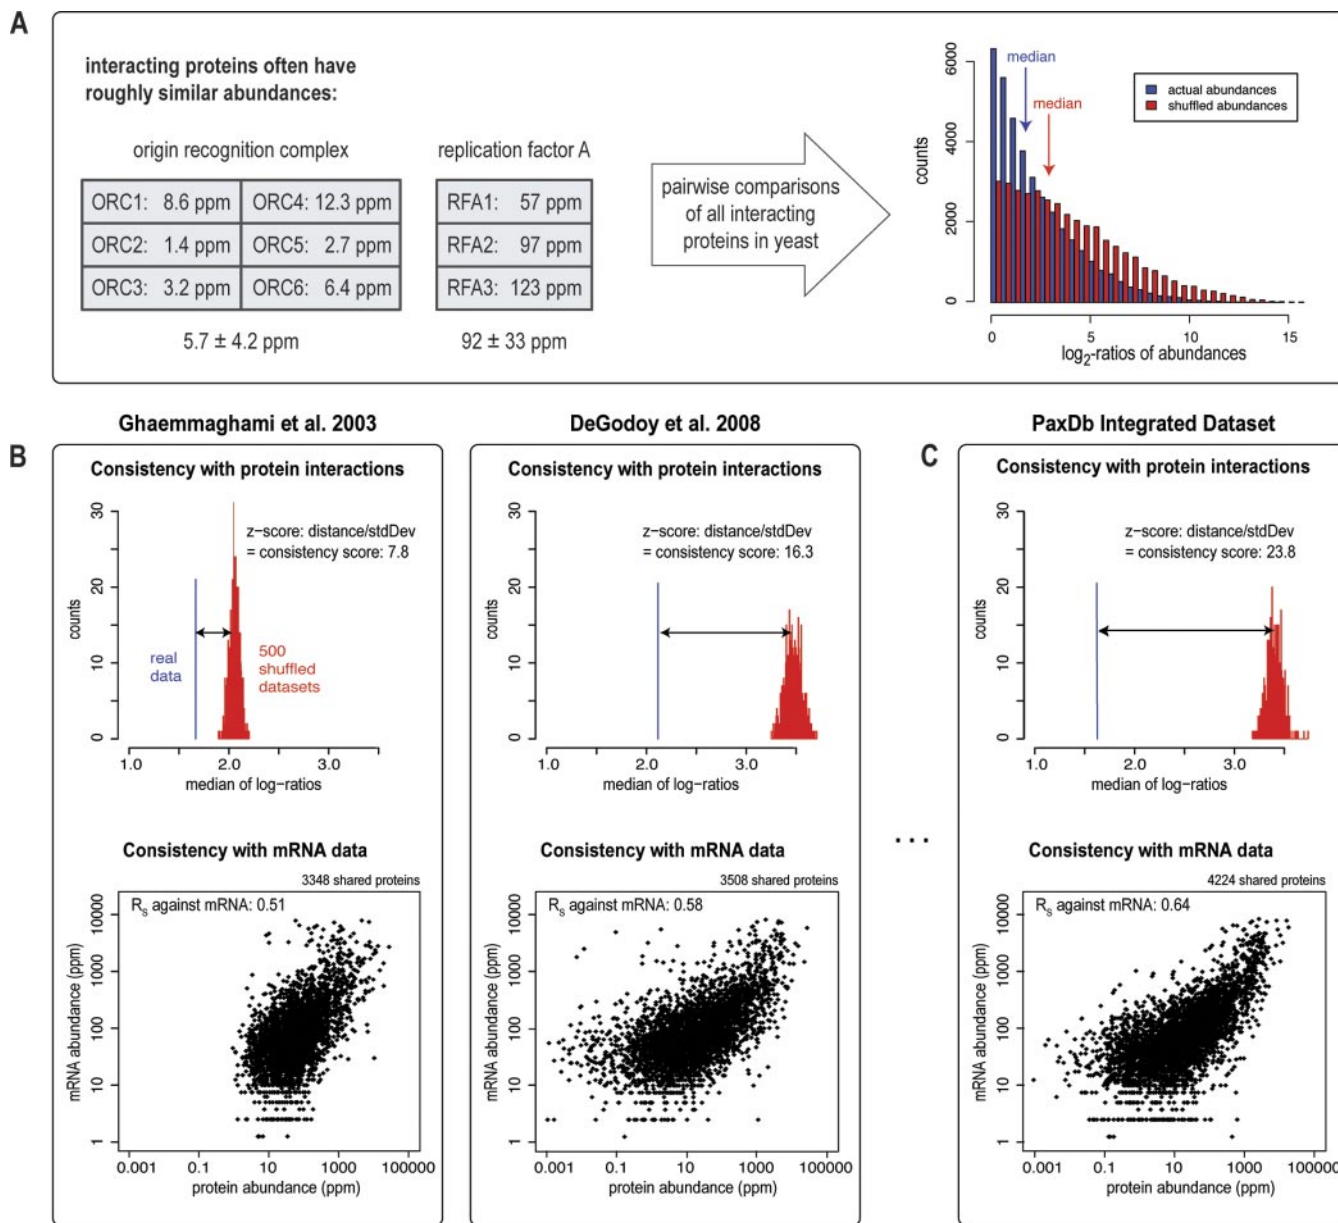 A
interacting proteins often have
roughly similar abundances:
origin recognition complex
ORC1: 8.6 ppm ORC4: 12.3 ppm
ORC2: 1.4 ppm ORC5: 2.7 ppm
ORC3: 3.2 ppm ORC6: 6.4 ppm
5.7 ± 4.2 ppm
replication factor A
RFA1: 57 ppm
RFA2: 97 ppm
RFA3: 123 ppm
92 ± 33 ppm
pairwise comparisons
of all interacting
proteins in yeast
median
median
actual abundances
shuffled abundances
counts
6000
4000
2000
0
0 5 10 15
log2-ratios of abundances
B
Ghaemmaghami et al. 2003
Consistency with protein interactions
z-score: distance/stdDev
= consistency score: 7.8
real
data
500
shuffled
datasets
counts
30
20
10
0
1.0 2.0 3.0
median of log-ratios
Consistency with mRNA data
3348 shared proteins
RS against mRNA: 0.51
mRNA abundance (ppm)
10000
1000
100
10
1
0.001 0.1 10 1000 100000
protein abundance (ppm)
DeGodoy et al. 2008
Consistency with protein interactions
z-score: distance/stdDev
= consistency score: 16.3
counts
30
20
10
0
1.0 2.0 3.0
median of log-ratios
Consistency with mRNA data
3508 shared proteins
RS against mRNA: 0.58
mRNA abundance (ppm)
10000
1000
100
10
1
0.001 0.1 10 1000 100000
protein abundance (ppm)
...
C
PaxDb Integrated Dataset
Consistency with protein interactions
z-score: distance/stdDev
= consistency score: 23.8
counts
30
20
10
0
1.0 2.0 3.0
median of log-ratios
Consistency with mRNA data
4224 shared proteins
RS against mRNA: 0.64
mRNA abundance (ppm)
10000
1000
100
10
1
0.001 0.1 10 1000 100000
protein abundance (ppm)